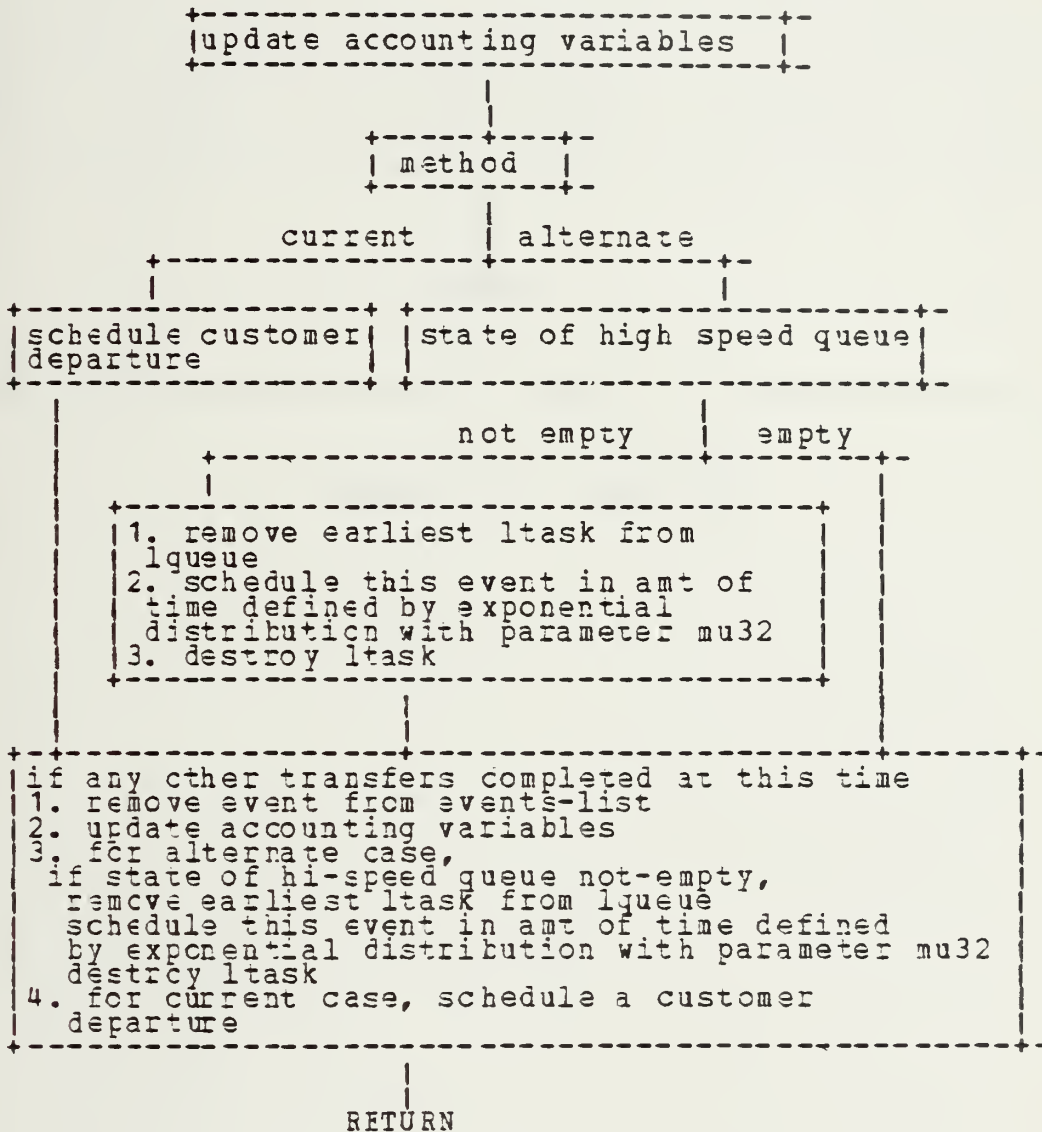 update accounting variables
method
current alternate
schedule customer
departure
state of high speed queue
not empty empty
1. remove earliest ltask from
lqueue
2. schedule this event in amt of
time defined by exponential
distribution with parameter mu32
3. destroy ltask
if any other transfers completed at this time
1. remove event from events-list
2. update accounting variables
3. for alternate case,
if state of hi-speed queue not-empty,
remove earliest ltask from lqueue
schedule this event in amt of time defined
by exponential distribution with parameter mu32
destroy ltask
4. for current case, schedule a customer
departure
RETURN